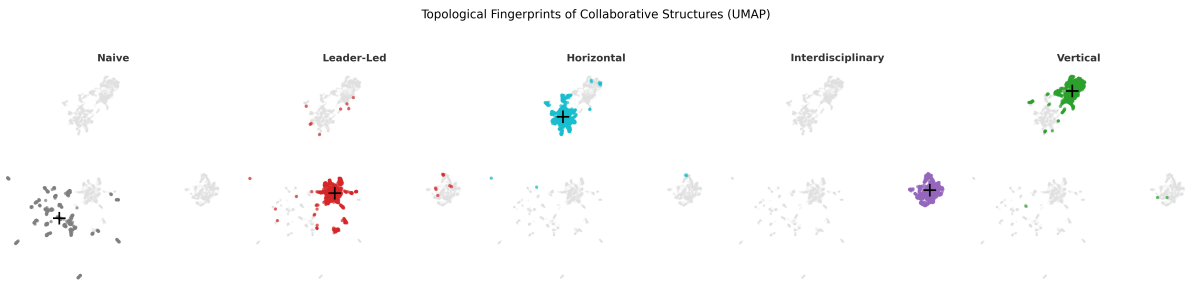 Topological Fingerprints of Collaborative Structures (UMAP)
Naive
Leader-Led
Horizontal
Interdisciplinary
Vertical